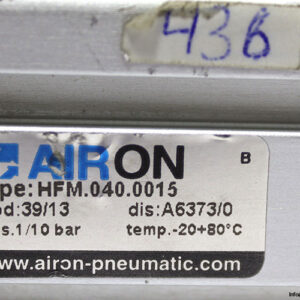 436
AIRON
B
pe:HFM.040.0015
od:39/13 dis:A6373/0
s.1/10 bar temp.-20+80°C
www.airon-pneumatic.com